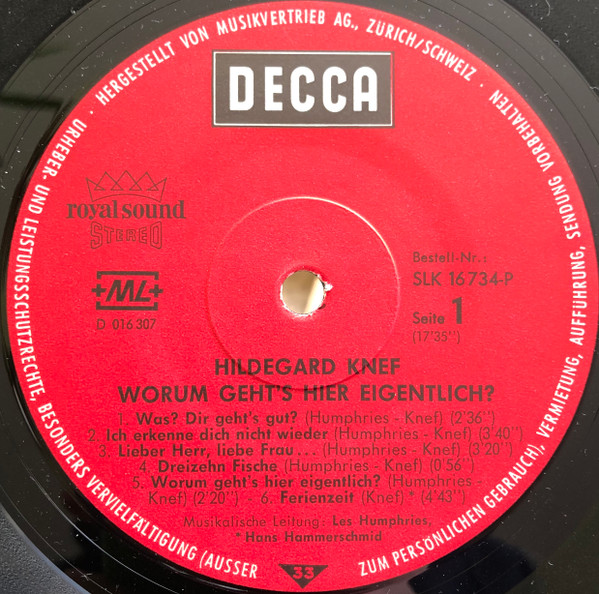 URHEBER- UND LEISTUNGSSCHUTZRECHTE, BESONDERS VERVIELFÄLTIGUNG (AUSSER ZUM PERSÖNLICHEN GEBRAUCH), VERMIETUNG, AUFFÜHRUNG, SENDUNG VORBEHALTEN · HERGESTELLT VON MUSIKVERTRIEB AG., ZÜRICH/SCHWEIZ ·
DECCA
royal sound
STEREO
+ML+
D 016 307
Bestell-Nr.:
SLK 16 734-P
Seite 1
(17'35'')
HILDEGARD KNEF
WORUM GEHT'S HIER EIGENTLICH?
1. Was? Dir geht's gut? (Humphries - Knef) (2'36'')
2. Ich erkenne dich nicht wieder (Humphries - Knef) (3'40'')
3. Lieber Herr, liebe Frau... (Humphries - Knef) (3'20'')
4. Dreizehn Fische (Humphries - Knef) (0'56'')
5. Worum geht's hier eigentlich? (Humphries -
Knef) (2'20'') · 6. Ferienzeit (Knef) * (4'43'')
Musikalische Leitung: Les Humphries,
* Hans Hammerschmid
33